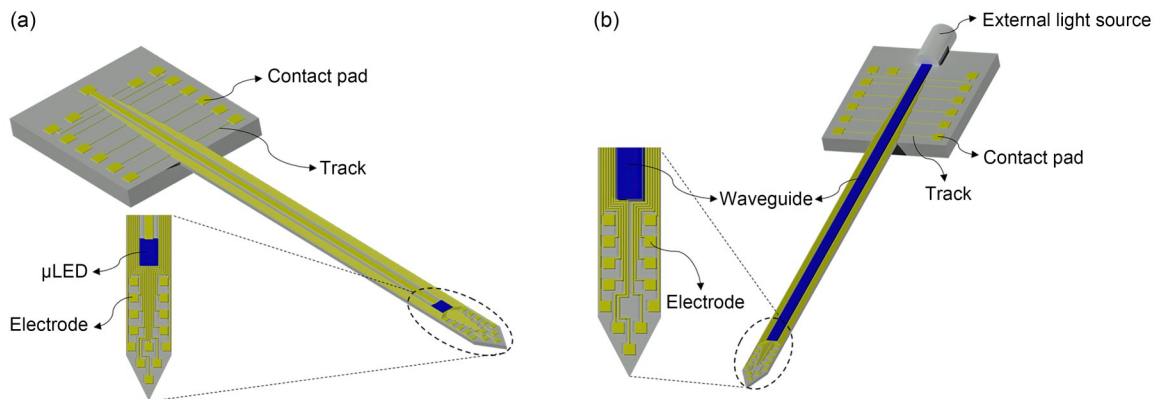 (a)
Contact pad
Track
μLED
Electrode
(b)
External light source
Contact pad
Track
Waveguide
Electrode